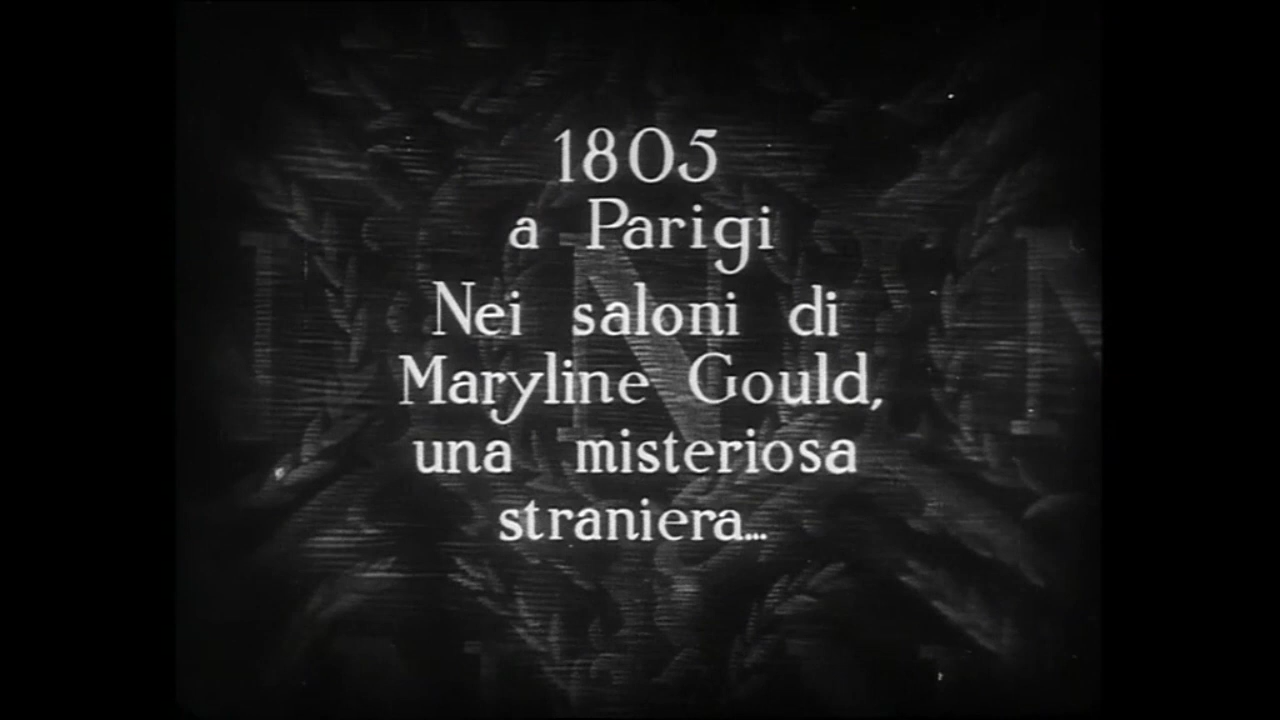 1805
a Parigi
Nei saloni di
Maryline Gould,
una misteriosa
straniera...
N
N